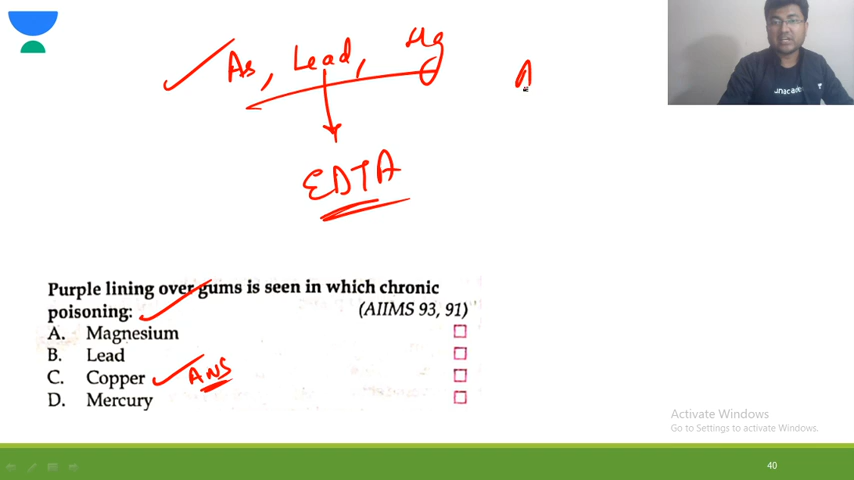 As, Lead, Hg
EDTA
Purple lining over gums is seen in which chronic
poisoning: (AIIMS 93, 91)
A. Magnesium
B. Lead
C. Copper ANS
D. Mercury
unacademy
Activate Windows
Go to Settings to activate Windows.
40